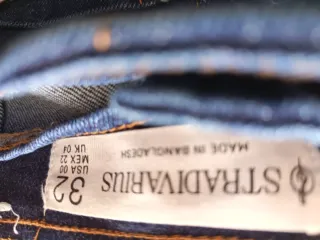 STRADIVARIUS
MADE IN BANGLADESH
32
USA 00
MEX 22
UK 04